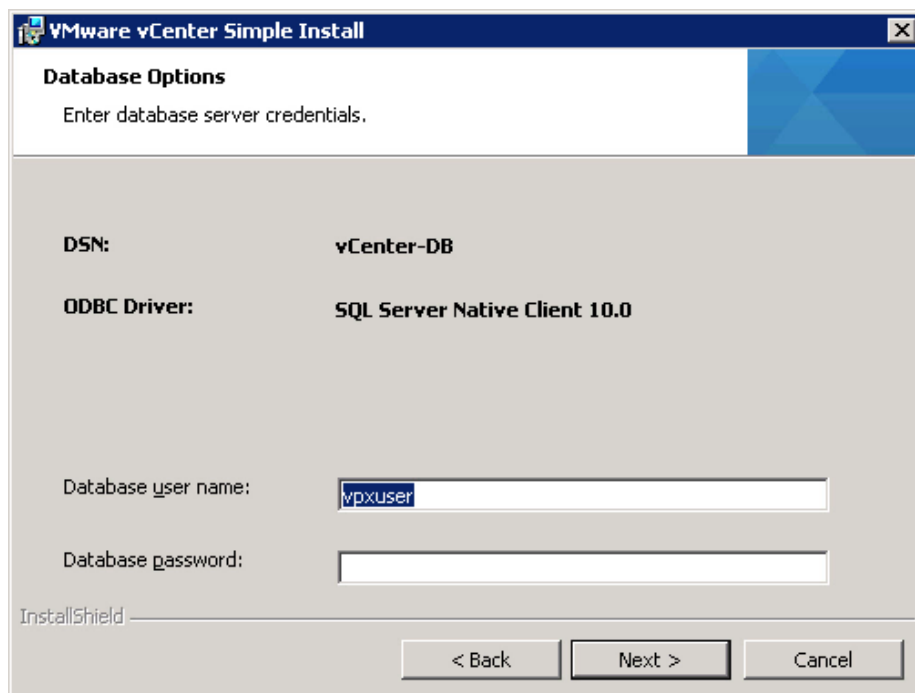 VMware vCenter Simple Install
Database Options
Enter database server credentials.
DSN: vCenter-DB
ODBC Driver: SQL Server Native Client 10.0
Database user name: vpxuser
Database password:
InstallShield
< Back Next > Cancel